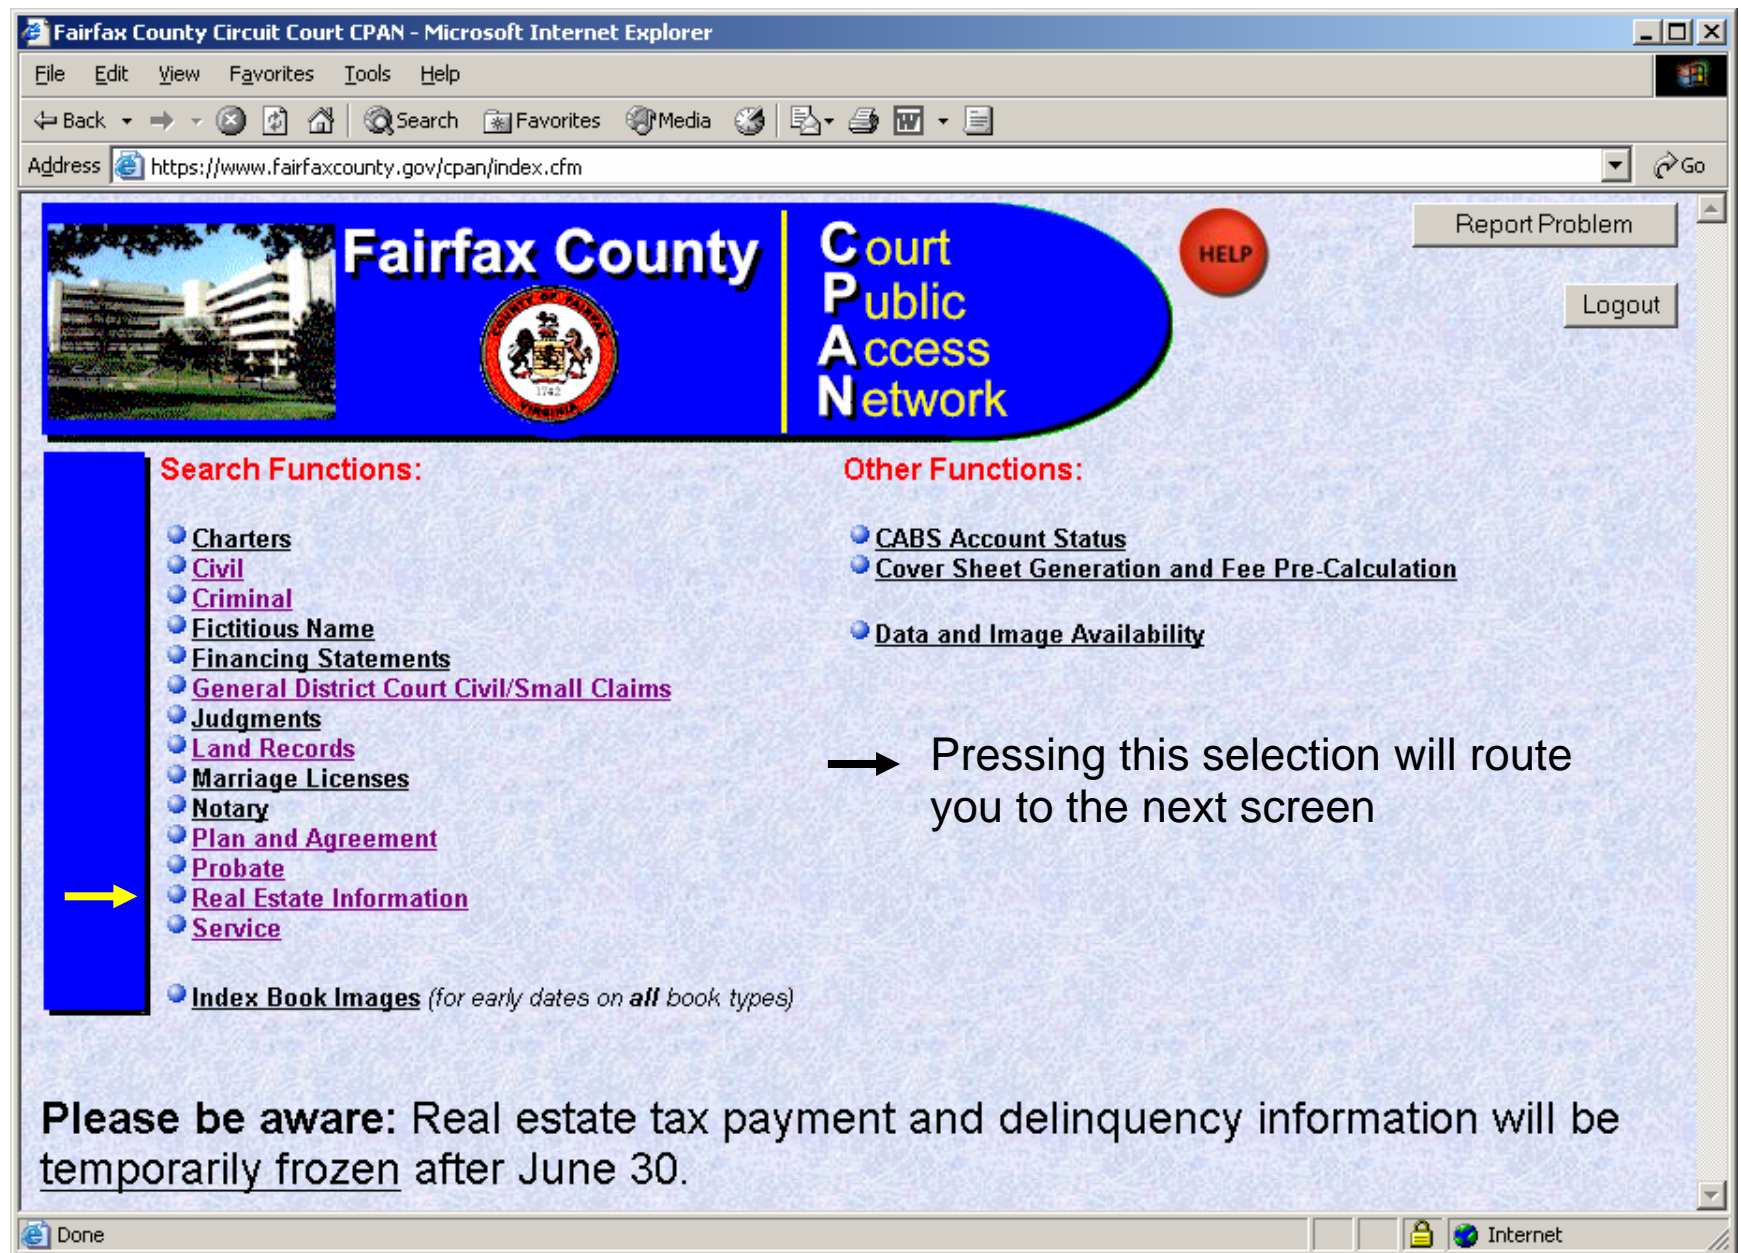 Fairfax County Circuit Court CPAN - Microsoft Internet Explorer
File Edit View Favorites Tools Help
Back Search Favorites Media
Address https://www.fairfaxcounty.gov/cpan/index.cfm Go
Fairfax County
COUNTY OF FAIRFAX
1742
VIRGINIA
Court
Public
Access
Network
HELP
Report Problem
Logout
Search Functions:
Charters
Civil
Criminal
Fictitious Name
Financing Statements
General District Court Civil/Small Claims
Judgments
Land Records
Marriage Licenses
Notary
Plan and Agreement
Probate
Real Estate Information
Service
Index Book Images (for early dates on all book types)
Other Functions:
CABS Account Status
Cover Sheet Generation and Fee Pre-Calculation
Data and Image Availability
Pressing this selection will route
you to the next screen
Please be aware: Real estate tax payment and delinquency information will be
temporarily frozen after June 30.
Done Internet